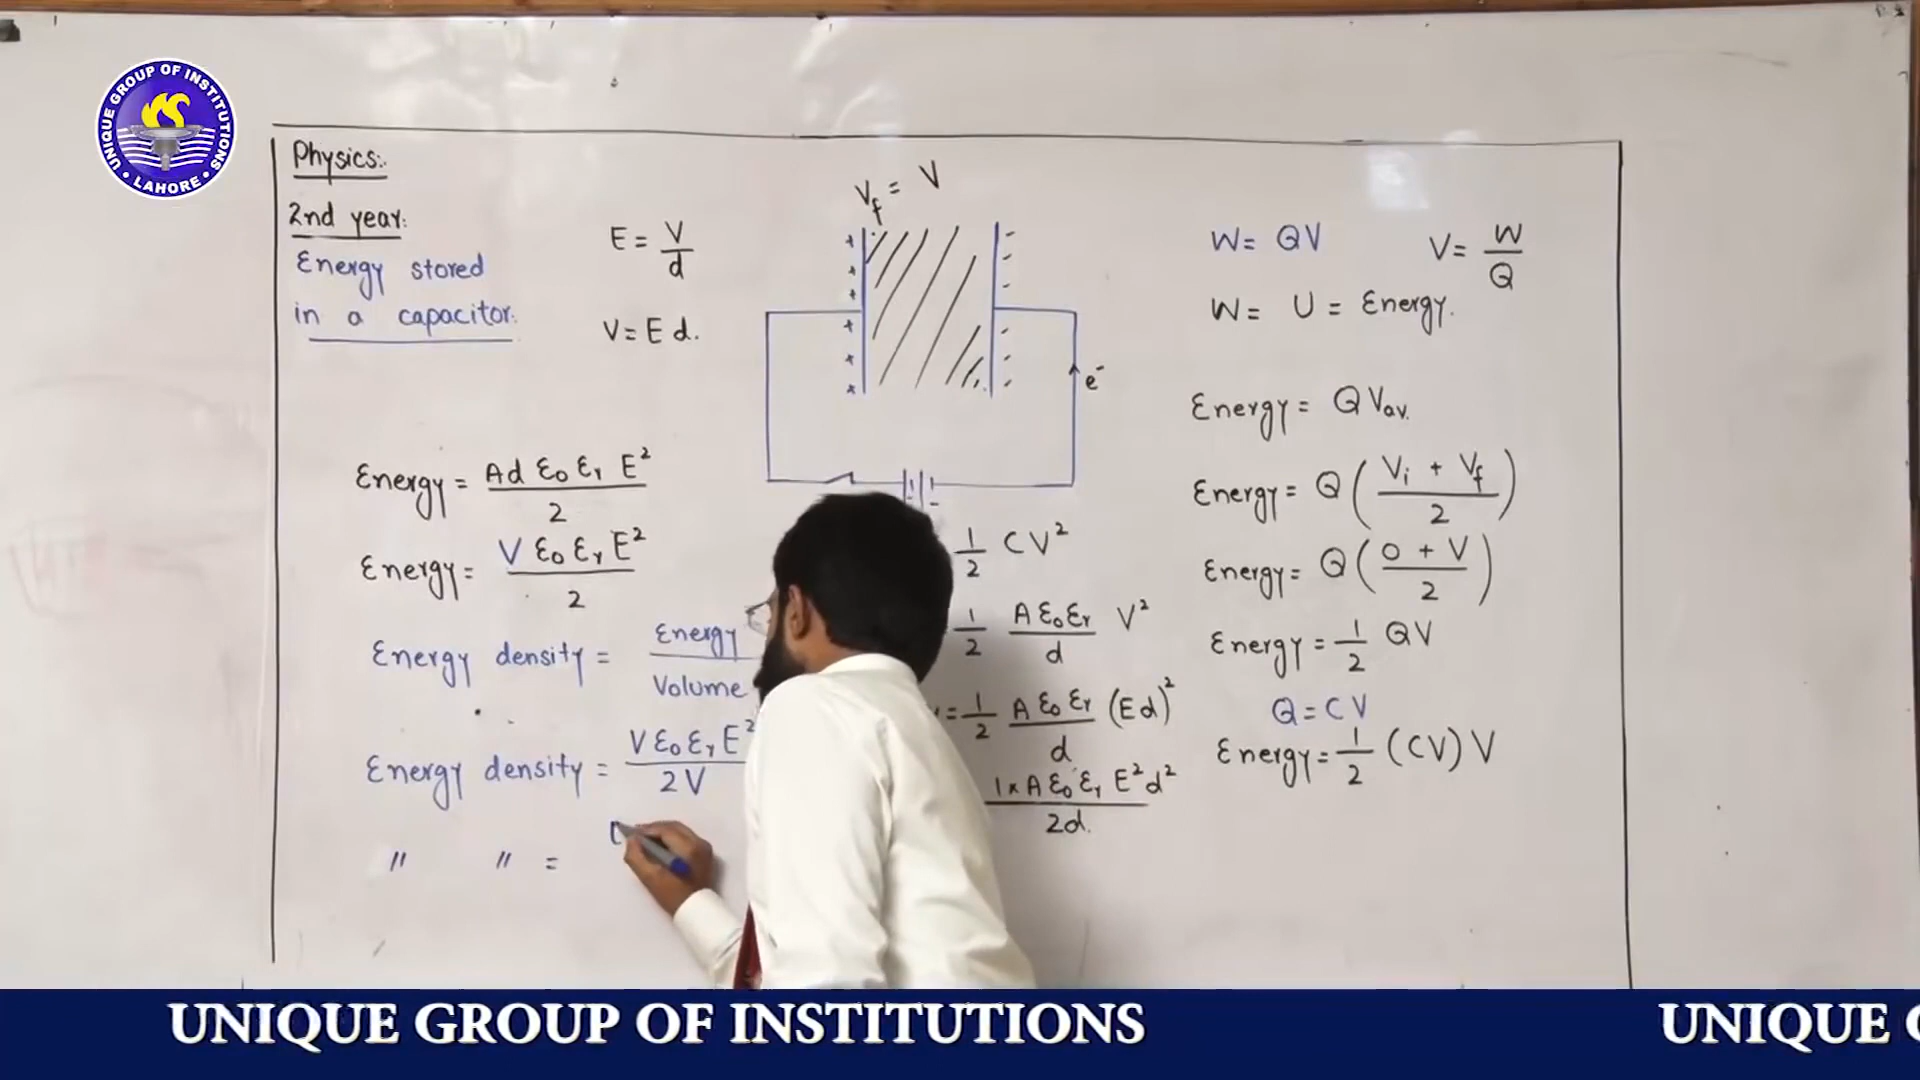 UNIQUE GROUP OF INSTITUTIONS
• LAHORE •
Physics:.
2nd year:
Energy stored
in a capacitor:
E = V/d
V = E d.
Vf = V
+ + + + + +
- - - - - -
e⁻
Energy = Ad ε₀ εᵣ E² / 2
Energy = V ε₀ εᵣ E² / 2
Energy density = Energy / Volume
Energy density = V ε₀ εᵣ E² / 2V
" " =
1/2 CV²
1/2 Aε₀εᵣ/d V²
= 1/2 A ε₀ εᵣ/d (Ed)²
1 × A ε₀ εᵣ E² d² / 2d.
W = QV
V = W/Q
W = U = Energy.
Energy = Q Vav.
Energy = Q ( Vi + Vf / 2 )
Energy = Q ( 0 + V / 2 )
Energy = 1/2 QV
Q = CV
Energy = 1/2 (CV) V
UNIQUE GROUP OF INSTITUTIONS
UNIQUE